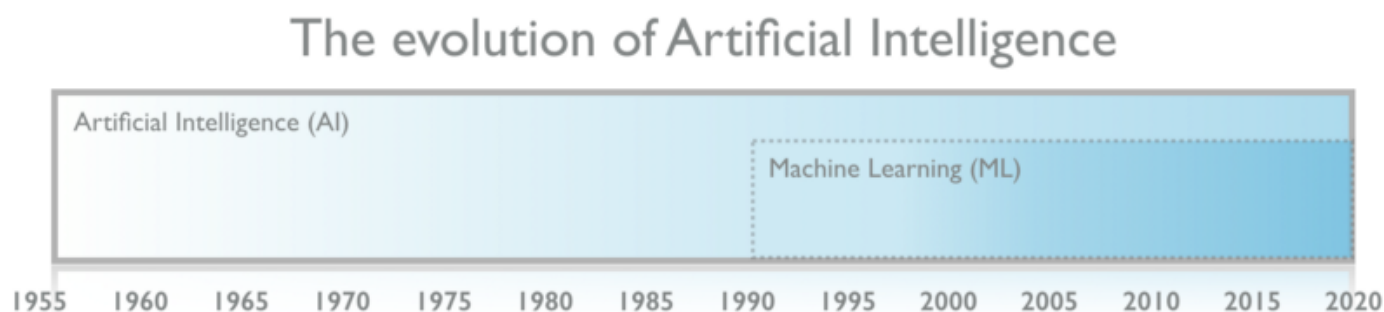 The evolution of Artificial Intelligence
Artificial Intelligence (AI)
Machine Learning (ML)
1955 1960 1965 1970 1975 1980 1985 1990 1995 2000 2005 2010 2015 2020